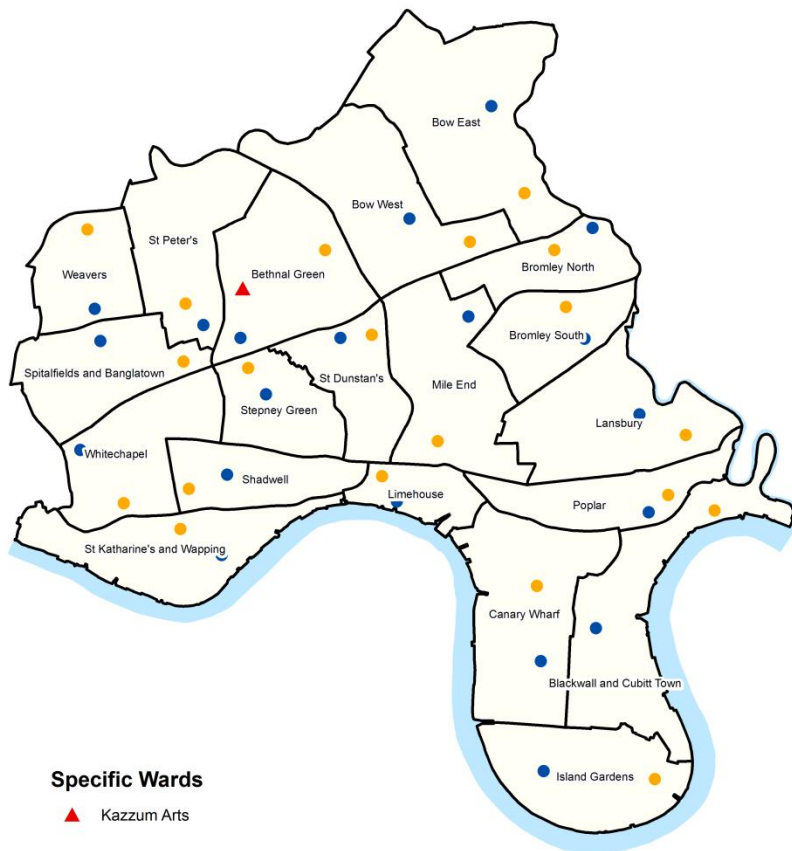 Bow East
Bow West
St Peter's
Weavers
Bethnal Green
Bromley North
Bromley South
Spitalfields and Banglatown
St Dunstan's
Mile End
Stepney Green
Lansbury
Whitechapel
Shadwell
Limehouse
Poplar
St Katharine's and Wapping
Canary Wharf
Blackwall and Cubitt Town
Island Gardens
Specific Wards
Kazzum Arts